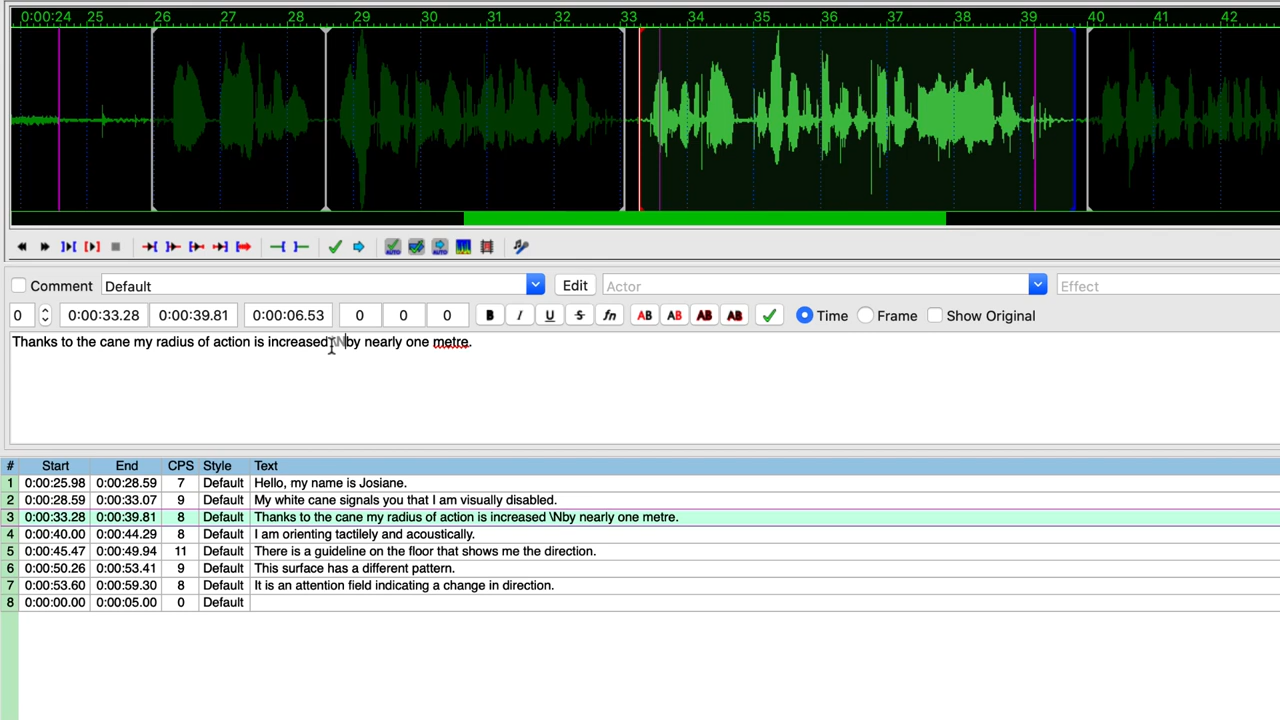 0:00:24 25 26 27 28 29 30 31 32 33 34 35 36 37 38 39 40 41 42
AUTO AUTO
Comment Default Edit Actor Effect
0 0:00:33.28 0:00:39.81 0:00:06.53 0 0 0 B I U S fn AB AB AB AB Time Frame Show Original
Thanks to the cane my radius of action is increased \Nby nearly one metre.
# Start End CPS Style Text
1 0:00:25.98 0:00:28.59 7 Default Hello, my name is Josiane.
2 0:00:28.59 0:00:33.07 9 Default My white cane signals you that I am visually disabled.
3 0:00:33.28 0:00:39.81 8 Default Thanks to the cane my radius of action is increased \Nby nearly one metre.
4 0:00:40.00 0:00:44.29 8 Default I am orienting tactilely and acoustically.
5 0:00:45.47 0:00:49.94 11 Default There is a guideline on the floor that shows me the direction.
6 0:00:50.26 0:00:53.41 9 Default This surface has a different pattern.
7 0:00:53.60 0:00:59.30 8 Default It is an attention field indicating a change in direction.
8 0:00:00.00 0:00:05.00 0 Default